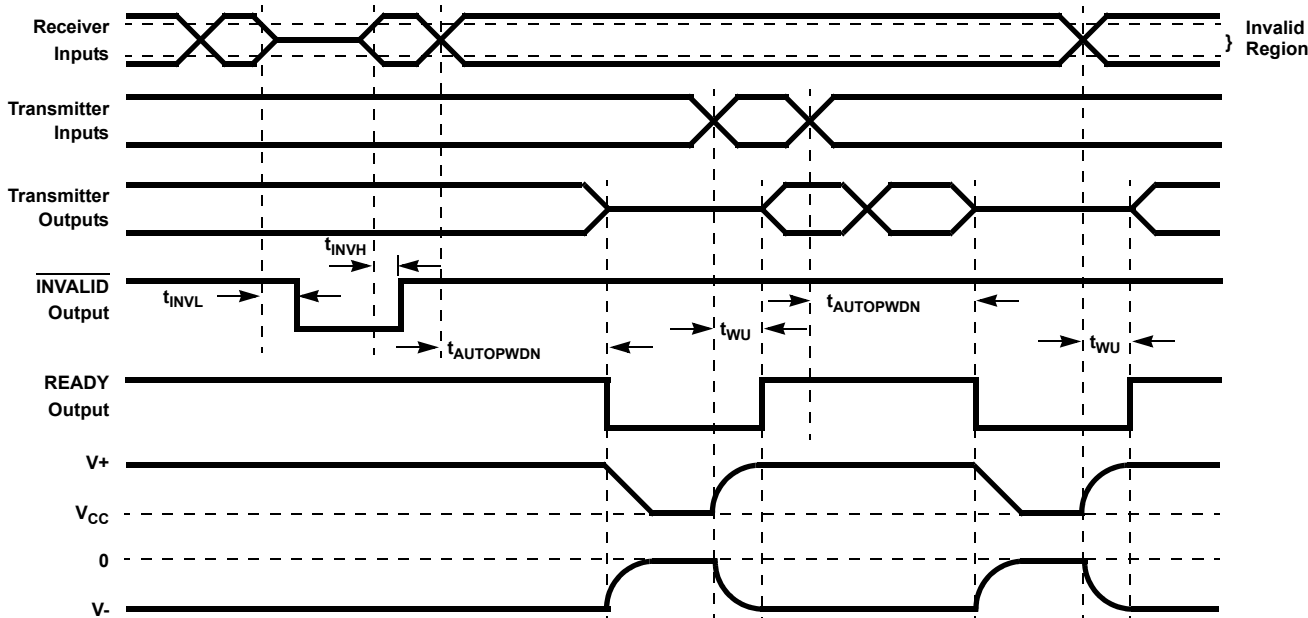 Receiver
Inputs
} Invalid
Region
Transmitter
Inputs
Transmitter
Outputs
tINVH
INVALID
Output
tINVL
tAUTOPWDN
tWU
tAUTOPWDN
tWU
READY
Output
V+
VCC
0
V-